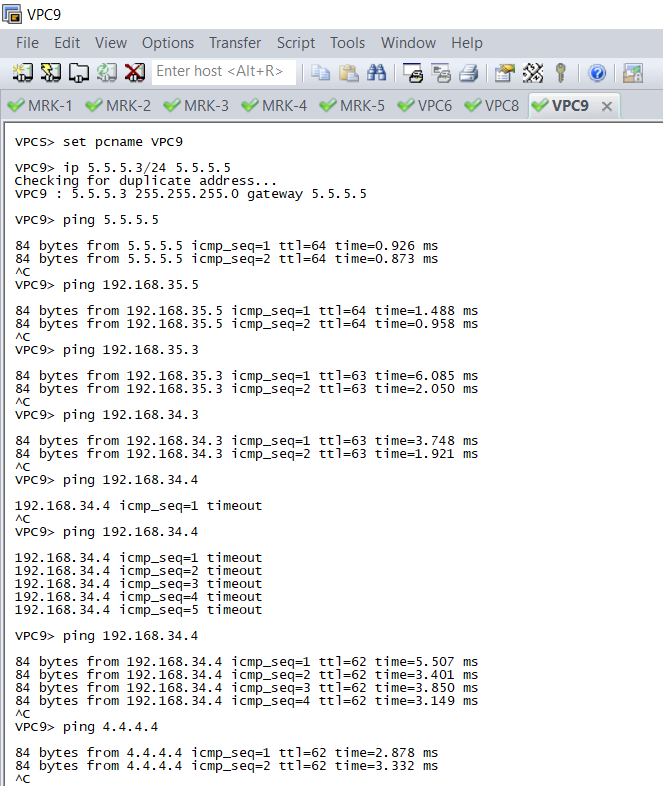 VPC9
File Edit View Options Transfer Script Tools Window Help
Enter host <Alt+R>
MRK-1 MRK-2 MRK-3 MRK-4 MRK-5 VPC6 VPC8 VPC9
VPCS> set pcname VPC9
VPC9> ip 5.5.5.3/24 5.5.5.5
Checking for duplicate address...
VPC9 : 5.5.5.3 255.255.255.0 gateway 5.5.5.5
VPC9> ping 5.5.5.5
84 bytes from 5.5.5.5 icmp_seq=1 ttl=64 time=0.926 ms
84 bytes from 5.5.5.5 icmp_seq=2 ttl=64 time=0.873 ms
^C
VPC9> ping 192.168.35.5
84 bytes from 192.168.35.5 icmp_seq=1 ttl=64 time=1.488 ms
84 bytes from 192.168.35.5 icmp_seq=2 ttl=64 time=0.958 ms
^C
VPC9> ping 192.168.35.3
84 bytes from 192.168.35.3 icmp_seq=1 ttl=63 time=6.085 ms
84 bytes from 192.168.35.3 icmp_seq=2 ttl=63 time=2.050 ms
^C
VPC9> ping 192.168.34.3
84 bytes from 192.168.34.3 icmp_seq=1 ttl=63 time=3.748 ms
84 bytes from 192.168.34.3 icmp_seq=2 ttl=63 time=1.921 ms
^C
VPC9> ping 192.168.34.4
192.168.34.4 icmp_seq=1 timeout
^C
VPC9> ping 192.168.34.4
192.168.34.4 icmp_seq=1 timeout
192.168.34.4 icmp_seq=2 timeout
192.168.34.4 icmp_seq=3 timeout
192.168.34.4 icmp_seq=4 timeout
192.168.34.4 icmp_seq=5 timeout
VPC9> ping 192.168.34.4
84 bytes from 192.168.34.4 icmp_seq=1 ttl=62 time=5.507 ms
84 bytes from 192.168.34.4 icmp_seq=2 ttl=62 time=3.401 ms
84 bytes from 192.168.34.4 icmp_seq=3 ttl=62 time=3.850 ms
84 bytes from 192.168.34.4 icmp_seq=4 ttl=62 time=3.149 ms
^C
VPC9> ping 4.4.4.4
84 bytes from 4.4.4.4 icmp_seq=1 ttl=62 time=2.878 ms
84 bytes from 4.4.4.4 icmp_seq=2 ttl=62 time=3.332 ms
^C